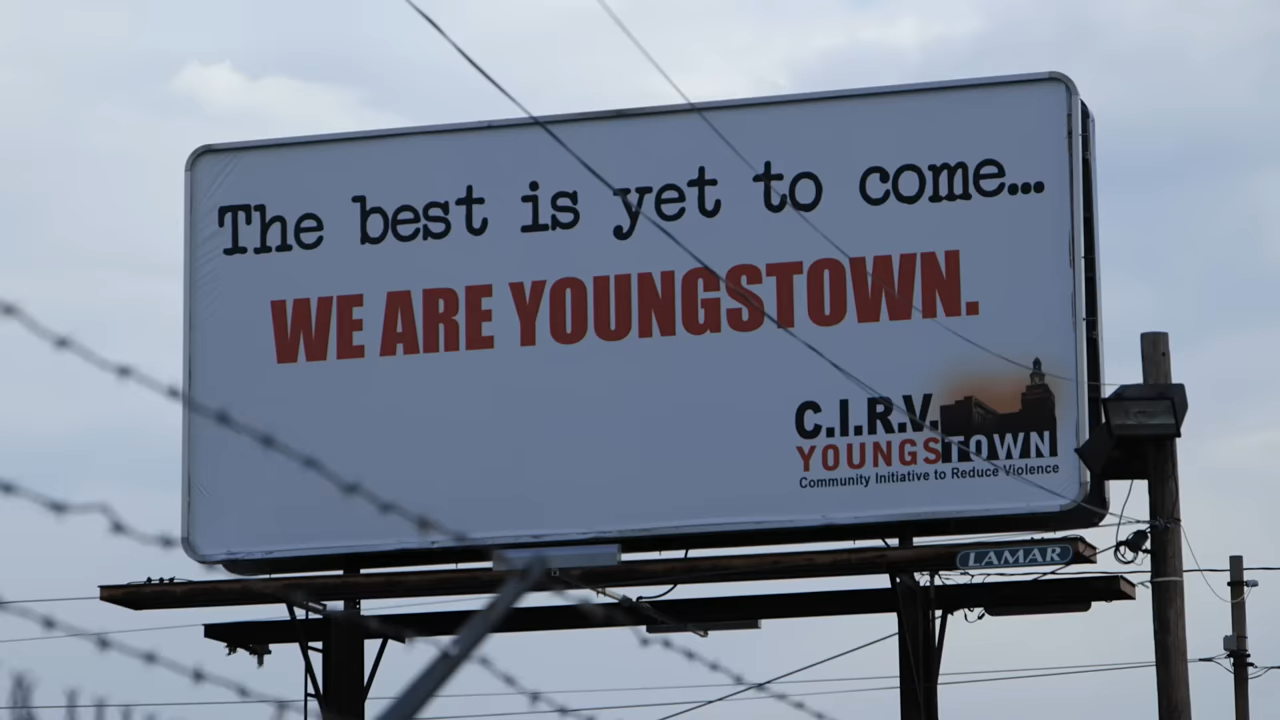 The best is yet to come...
WE ARE YOUNGSTOWN.
C.I.R.V.
YOUNGSTOWN
Community Initiative to Reduce Violence
LAMAR